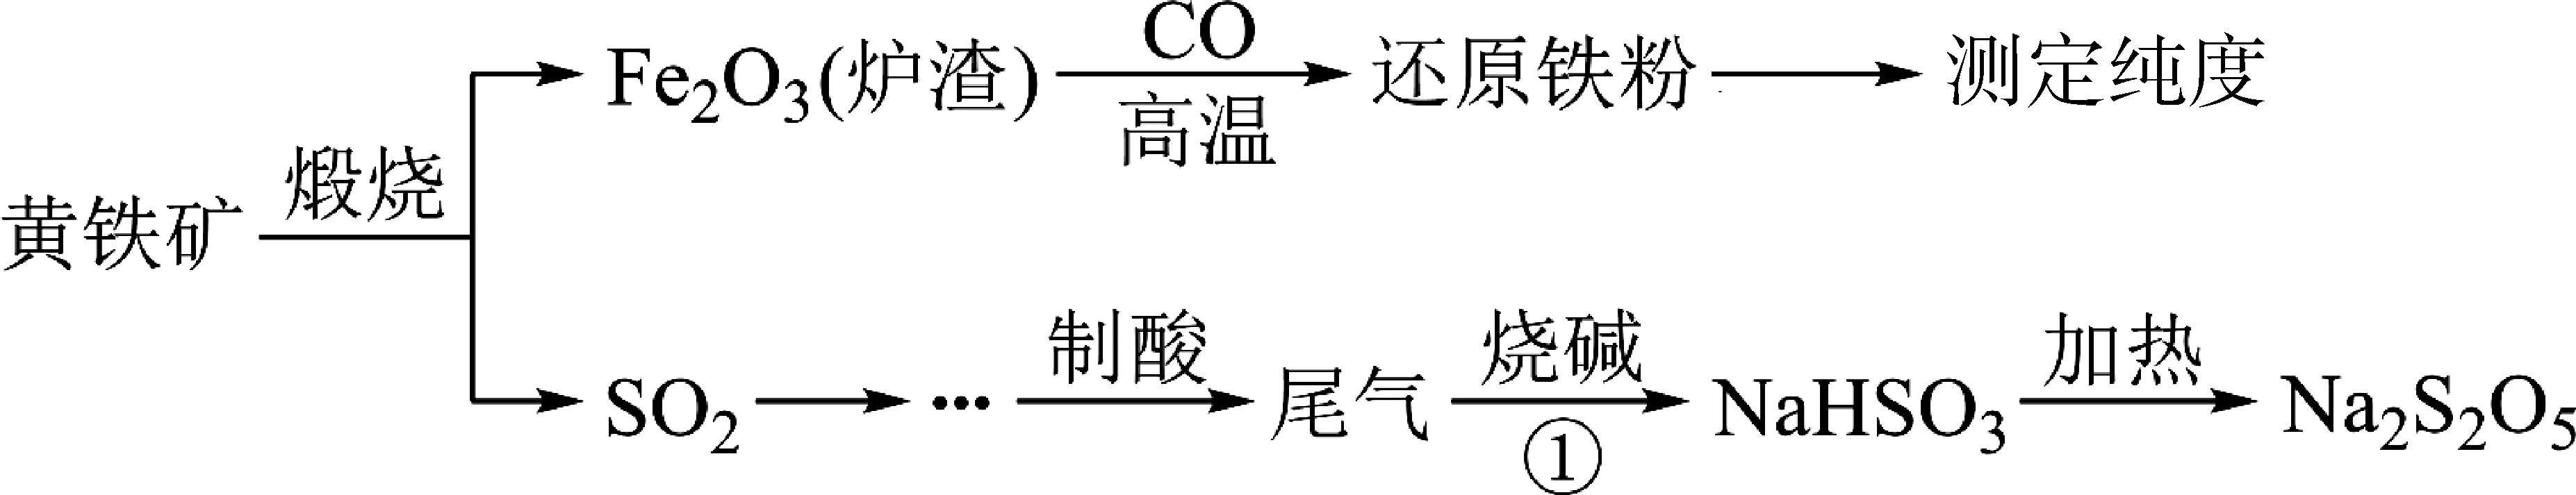 CO
Fe₂O₃(炉渣) 还原铁粉 测定纯度
高温
煅烧
黄铁矿
制酸 烧碱 加热
SO₂ ··· 尾气 NaHSO₃ Na₂S₂O₅
①